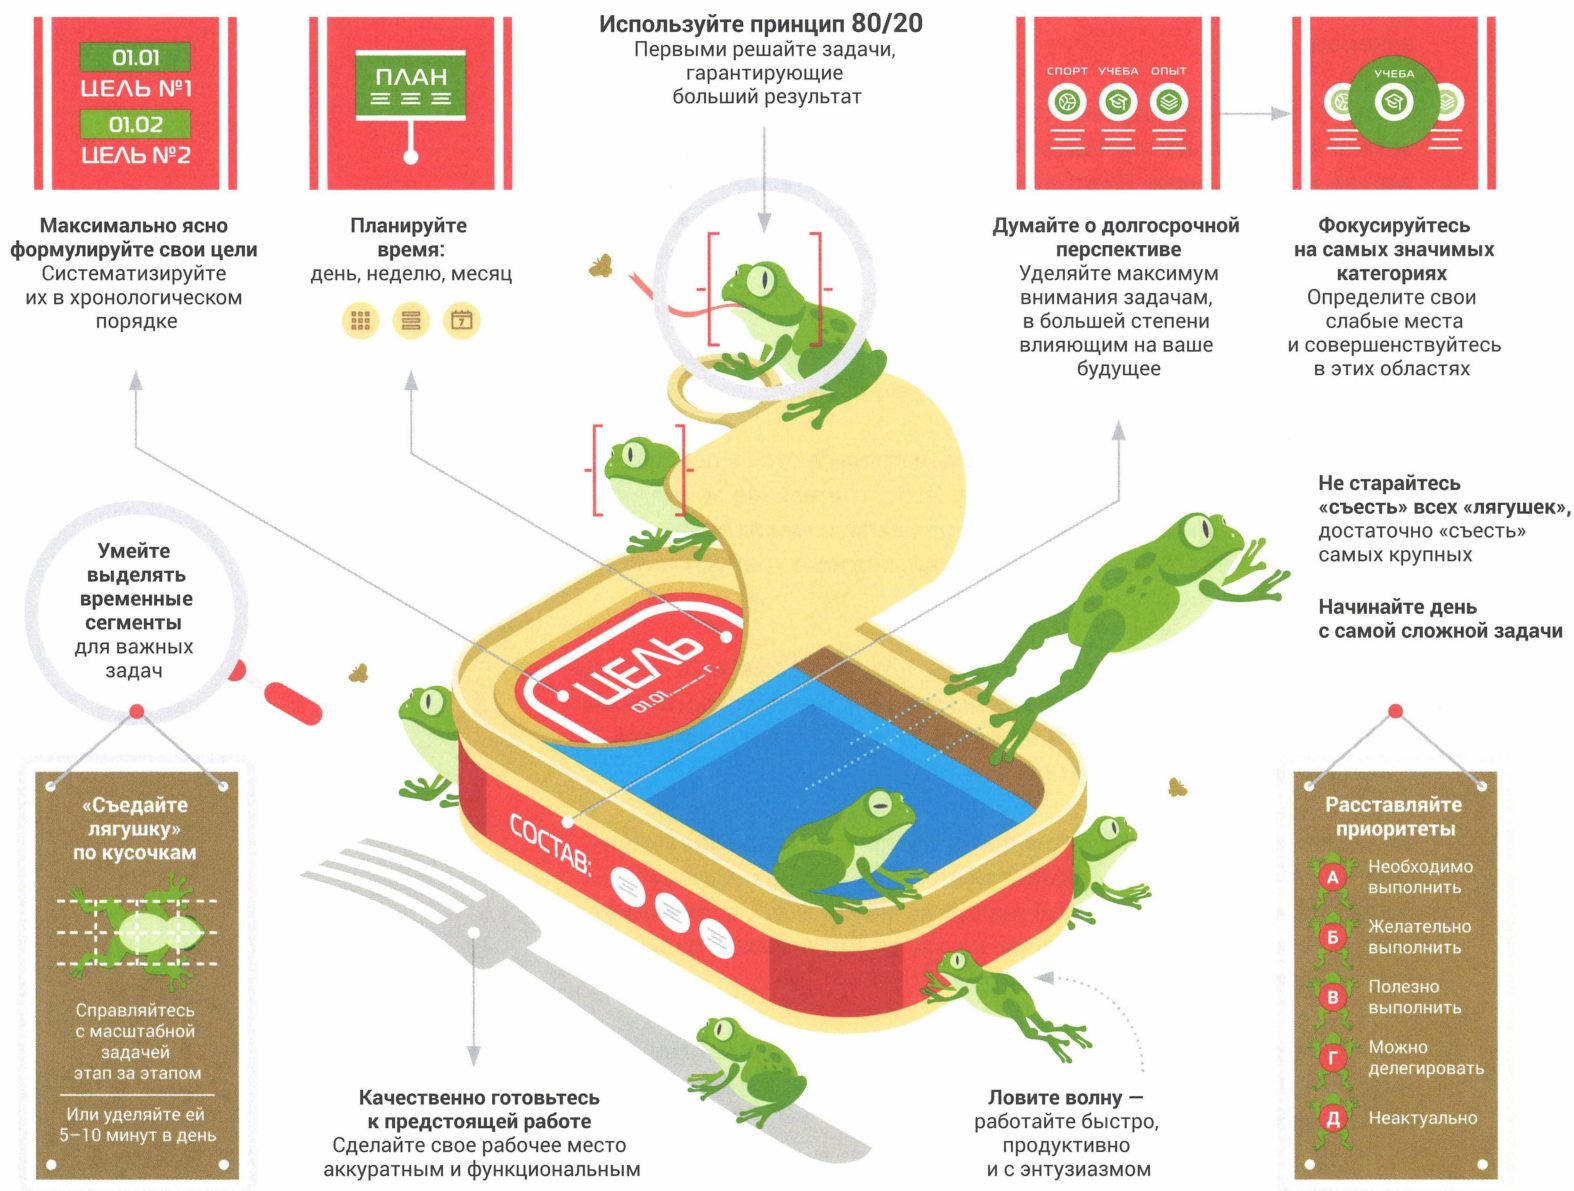 01.01
ЦЕЛЬ №1
01.02
ЦЕЛЬ №2
Максимально ясно
формулируйте свои цели
Систематизируйте
их в хронологическом
порядке
ПЛАН
Планируйте
время:
день, неделю, месяц
7
Используйте принцип 80/20
Первыми решайте задачи,
гарантирующие
больший результат
СПОРТ УЧЕБА ОПЫТ
Думайте о долгосрочной
перспективе
Уделяйте максимум
внимания задачам,
в большей степени
влияющим на ваше
будущее
УЧЕБА
Фокусируйтесь
на самых значимых
категориях
Определите свои
слабые места
и совершенствуйтесь
в этих областях
Не старайтесь
«съесть» всех «лягушек»,
достаточно «съесть»
самых крупных
Начинайте день
с самой сложной задачи
Умейте
выделять
временные
сегменты
для важных
задач
ЦЕЛЬ
01.01._____ г.
СОСТАВ:
«Съедайте
лягушку»
по кусочкам
Справляйтесь
с масштабной
задачей
этап за этапом
Или уделяйте ей
5–10 минут в день
Качественно готовьтесь
к предстоящей работе
Сделайте свое рабочее место
аккуратным и функциональным
Ловите волну —
работайте быстро,
продуктивно
и с энтузиазмом
Расставляйте
приоритеты
А Необходимо
выполнить
Б Желательно
выполнить
В Полезно
выполнить
Г Можно
делегировать
Д Неактуально